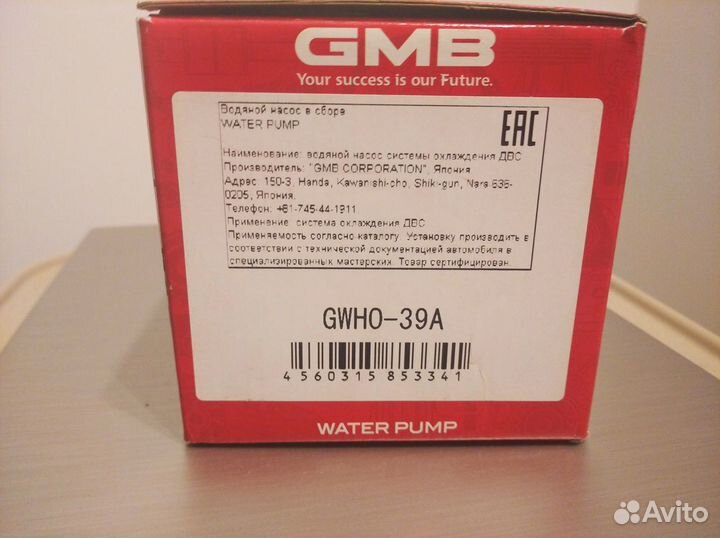 GMB
Your success is our Future.
Водяной насос в сборе
WATER PUMP
EAC
Наименование: водяной насос системы охлаждения ДВС
Производитель: "GMB CORPORATION", Япония
Адрес: 150-3, Handa, Kawanishi-cho, Shiki-gun, Nara 636-
0205, Япония.
Телефон: +81-745-44-1911
Применение: система охлаждения ДВС
Применяемость согласно каталогу. Установку производить в
соответствии с технической документацией автомобиля в
специализированных мастерских. Товар сертифицирован.
GWHO-39A
4 560315 853341
WATER PUMP
Avito